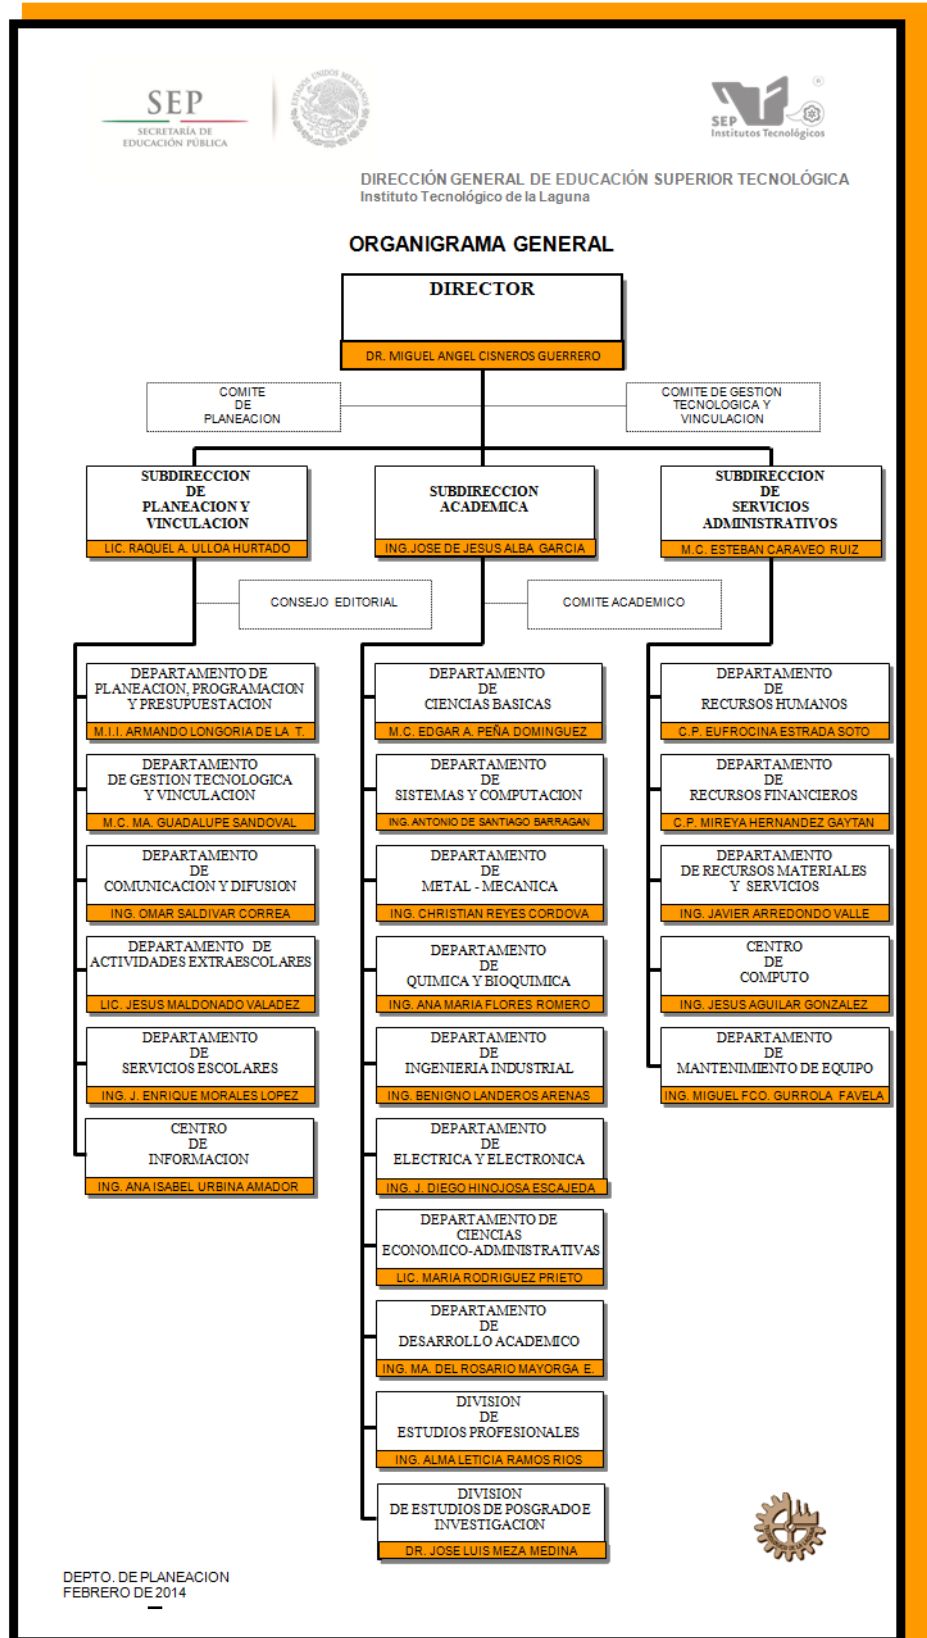 SEP
SECRETARÍA DE
EDUCACIÓN PÚBLICA
ESTADOS UNIDOS MEXICANOS
SEP
Institutos Tecnológicos
DIRECCIÓN GENERAL DE EDUCACIÓN SUPERIOR TECNOLÓGICA
Instituto Tecnológico de la Laguna
ORGANIGRAMA GENERAL
DIRECTOR
DR. MIGUEL ANGEL CISNEROS GUERRERO
COMITE
DE
PLANEACION
COMITE DE GESTION
TECNOLOGICA Y
VINCULACION
SUBDIRECCION
DE
PLANEACION Y
VINCULACION
LIC. RAQUEL A. ULLOA HURTADO
SUBDIRECCION
ACADEMICA
ING.JOSE DE JESUS ALBA GARCIA
SUBDIRECCION
DE
SERVICIOS
ADMINISTRATIVOS
M.C. ESTEBAN CARAVEO RUIZ
CONSEJO EDITORIAL
COMITE ACADEMICO
DEPARTAMENTO DE
PLANEACION, PROGRAMACION
Y PRESUPUESTACION
M.I.I. ARMANDO LONGORIA DE LA T.
DEPARTAMENTO
DE GESTION TECNOLOGICA
Y VINCULACION
M.C. MA. GUADALUPE SANDOVAL
DEPARTAMENTO
DE
COMUNICACION Y DIFUSION
ING. OMAR SALDIVAR CORREA
DEPARTAMENTO DE
ACTIVIDADES EXTRAESCOLARES
LIC. JESUS MALDONADO VALADEZ
DEPARTAMENTO
DE
SERVICIOS ESCOLARES
ING. J. ENRIQUE MORALES LOPEZ
CENTRO
DE
INFORMACION
ING. ANA ISABEL URBINA AMADOR
DEPARTAMENTO
DE
CIENCIAS BASICAS
M.C. EDGAR A. PEÑA DOMINGUEZ
DEPARTAMENTO
DE
SISTEMAS Y COMPUTACION
ING. ANTONIO DE SANTIAGO BARRAGAN
DEPARTAMENTO
DE
METAL - MECANICA
ING. CHRISTIAN REYES CORDOVA
DEPARTAMENTO
DE
QUIMICA Y BIOQUIMICA
ING. ANA MARIA FLORES ROMERO
DEPARTAMENTO
DE
INGENIERIA INDUSTRIAL
ING. BENIGNO LANDEROS ARENAS
DEPARTAMENTO
DE
ELECTRICA Y ELECTRONICA
ING. J. DIEGO HINOJOSA ESCAJEDA
DEPARTAMENTO DE
CIENCIAS
ECONOMICO-ADMINISTRATIVAS
LIC. MARIA RODRIGUEZ PRIETO
DEPARTAMENTO
DE
DESARROLLO ACADEMICO
ING. MA. DEL ROSARIO MAYORGA E.
DIVISION
DE
ESTUDIOS PROFESIONALES
ING. ALMA LETICIA RAMOS RIOS
DIVISION
DE ESTUDIOS DE POSGRADO E
INVESTIGACION
DR. JOSE LUIS MEZA MEDINA
DEPARTAMENTO
DE
RECURSOS HUMANOS
C.P. EUFROCINA ESTRADA SOTO
DEPARTAMENTO
DE
RECURSOS FINANCIEROS
C.P. MIREYA HERNANDEZ GAYTAN
DEPARTAMENTO
DE RECURSOS MATERIALES
Y SERVICIOS
ING. JAVIER ARREDONDO VALLE
CENTRO
DE
COMPUTO
ING. JESUS AGUILAR GONZALEZ
DEPARTAMENTO
DE
MANTENIMIENTO DE EQUIPO
ING. MIGUEL FCO. GURROLA FAVELA
DEPTO. DE PLANEACION
FEBRERO DE 2014